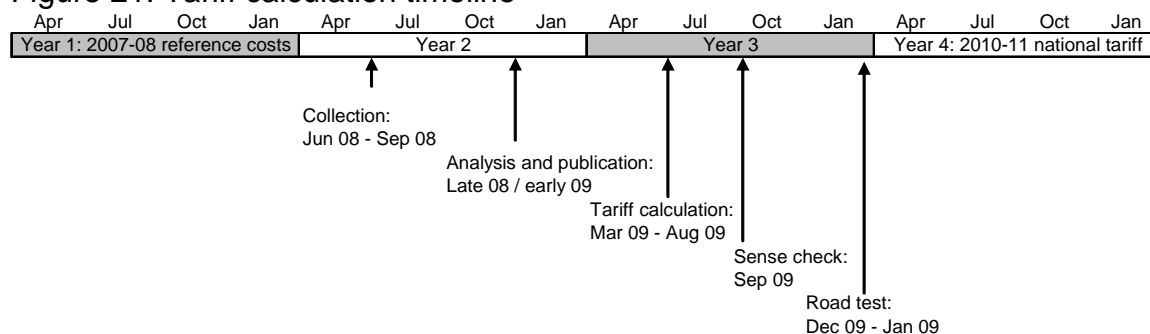 Apr Jul Oct Jan Apr Jul Oct Jan Apr Jul Oct Jan Apr Jul Oct Jan
Year 1: 2007-08 reference costs Year 2 Year 3 Year 4: 2010-11 national tariff
Collection:
Jun 08 - Sep 08
Analysis and publication:
Late 08 / early 09
Tariff calculation:
Mar 09 - Aug 09
Sense check:
Sep 09
Road test:
Dec 09 - Jan 09